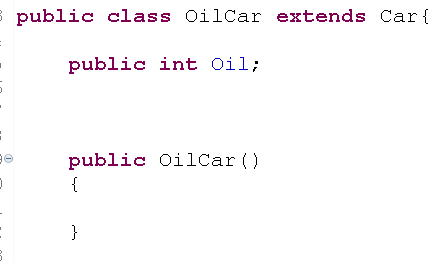 public class OilCar extends Car{
public int Oil;
public OilCar()
{
}